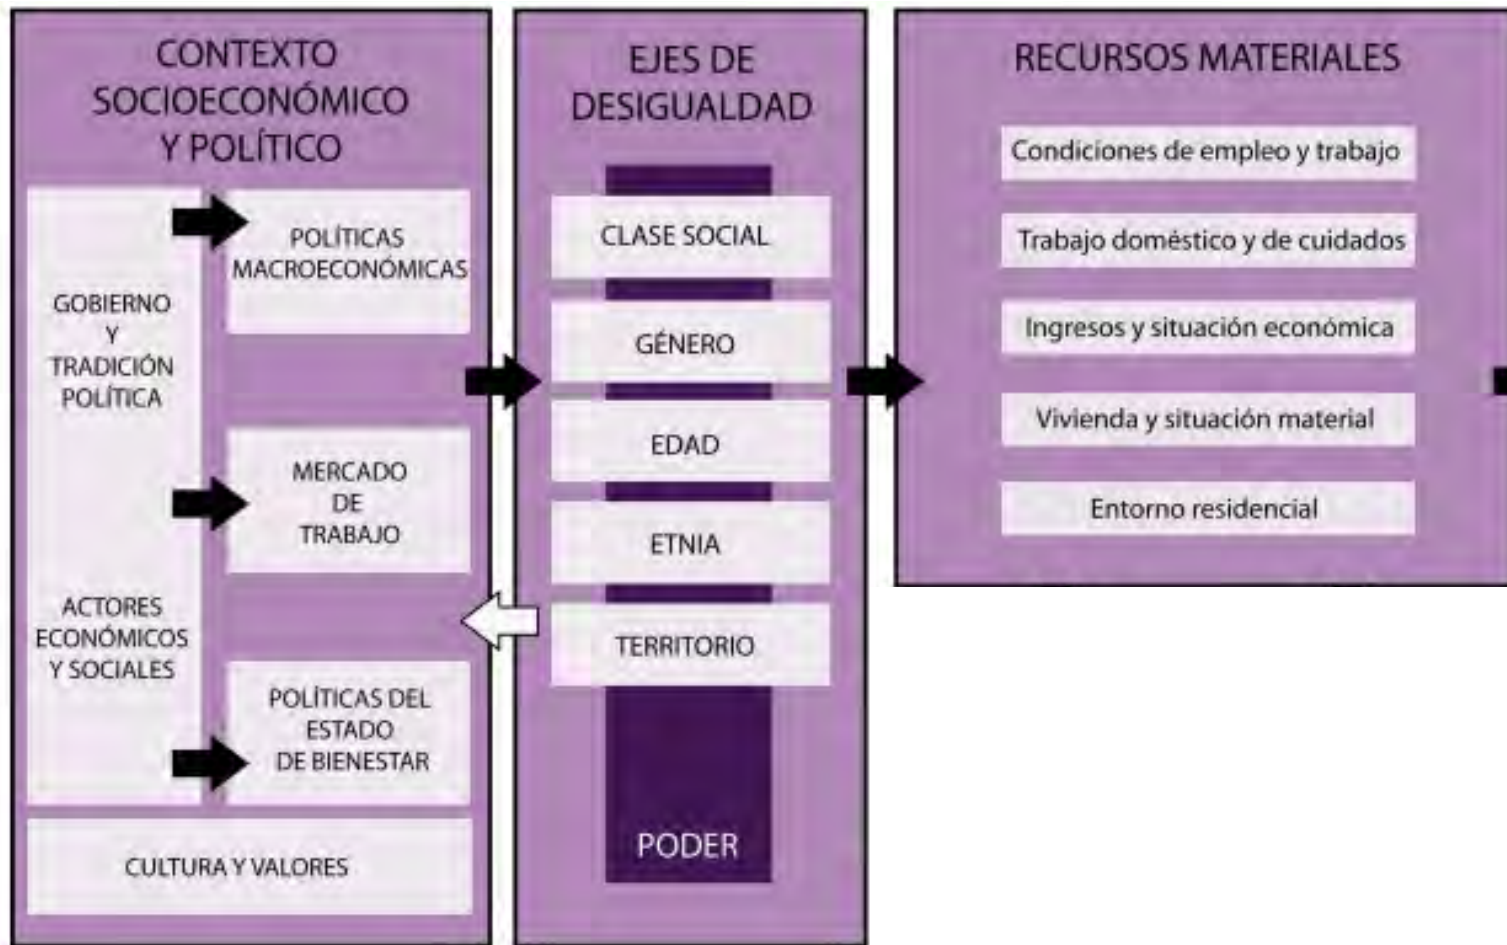 CONTEXTO
SOCIOECONÓMICO
Y POLÍTICO
GOBIERNO
Y
TRADICIÓN
POLÍTICA
ACTORES
ECONÓMICOS
Y SOCIALES
POLÍTICAS
MACROECONÓMICAS
MERCADO
DE
TRABAJO
POLÍTICAS DEL
ESTADO
DE BIENESTAR
CULTURA Y VALORES
EJES DE
DESIGUALDAD
CLASE SOCIAL
GÉNERO
EDAD
ETNIA
TERRITORIO
PODER
RECURSOS MATERIALES
Condiciones de empleo y trabajo
Trabajo doméstico y de cuidados
Ingresos y situación económica
Vivienda y situación material
Entorno residencial